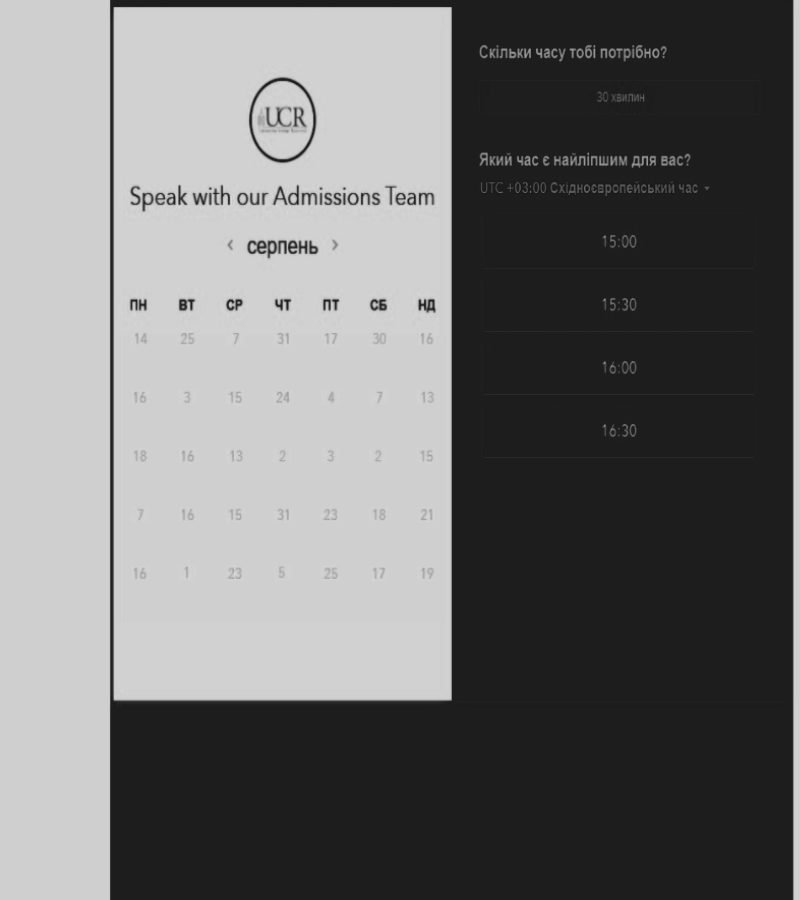 UCR
Speak with our Admissions Team
‹ серпень ›
ПН ВТ СР ЧТ ПТ СБ НД
14 25 7 31 17 30 16
16 3 15 24 4 7 13
18 16 13 2 3 2 15
7 16 15 31 23 18 21
16 1 23 5 25 17 19
Скільки часу тобі потрібно?
30 хвилин
Який час є найліпшим для вас?
UTC +03:00 Східноєвропейський час
15:00
15:30
16:00
16:30